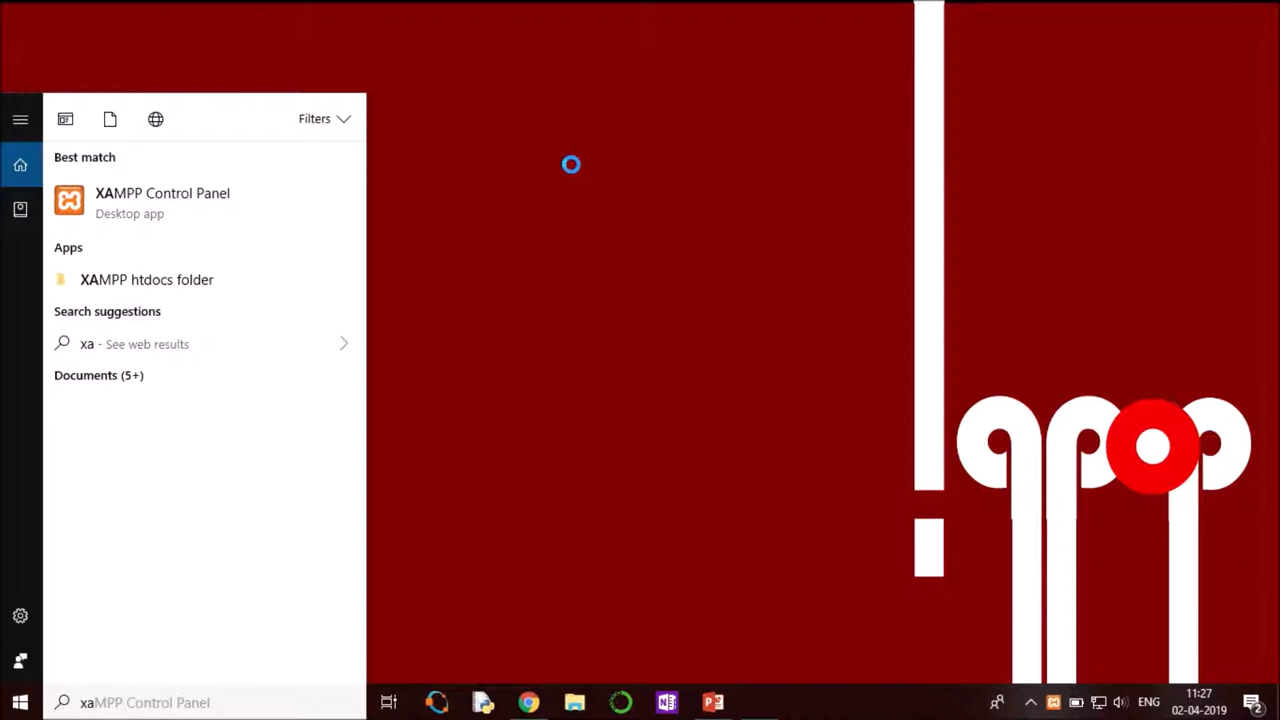 Filters
Best match
XAMPP Control Panel
Desktop app
Apps
XAMPP htdocs folder
Search suggestions
xa - See web results
Documents (5+)
xaMPP Control Panel
ENG
11:27
02-04-2019
2